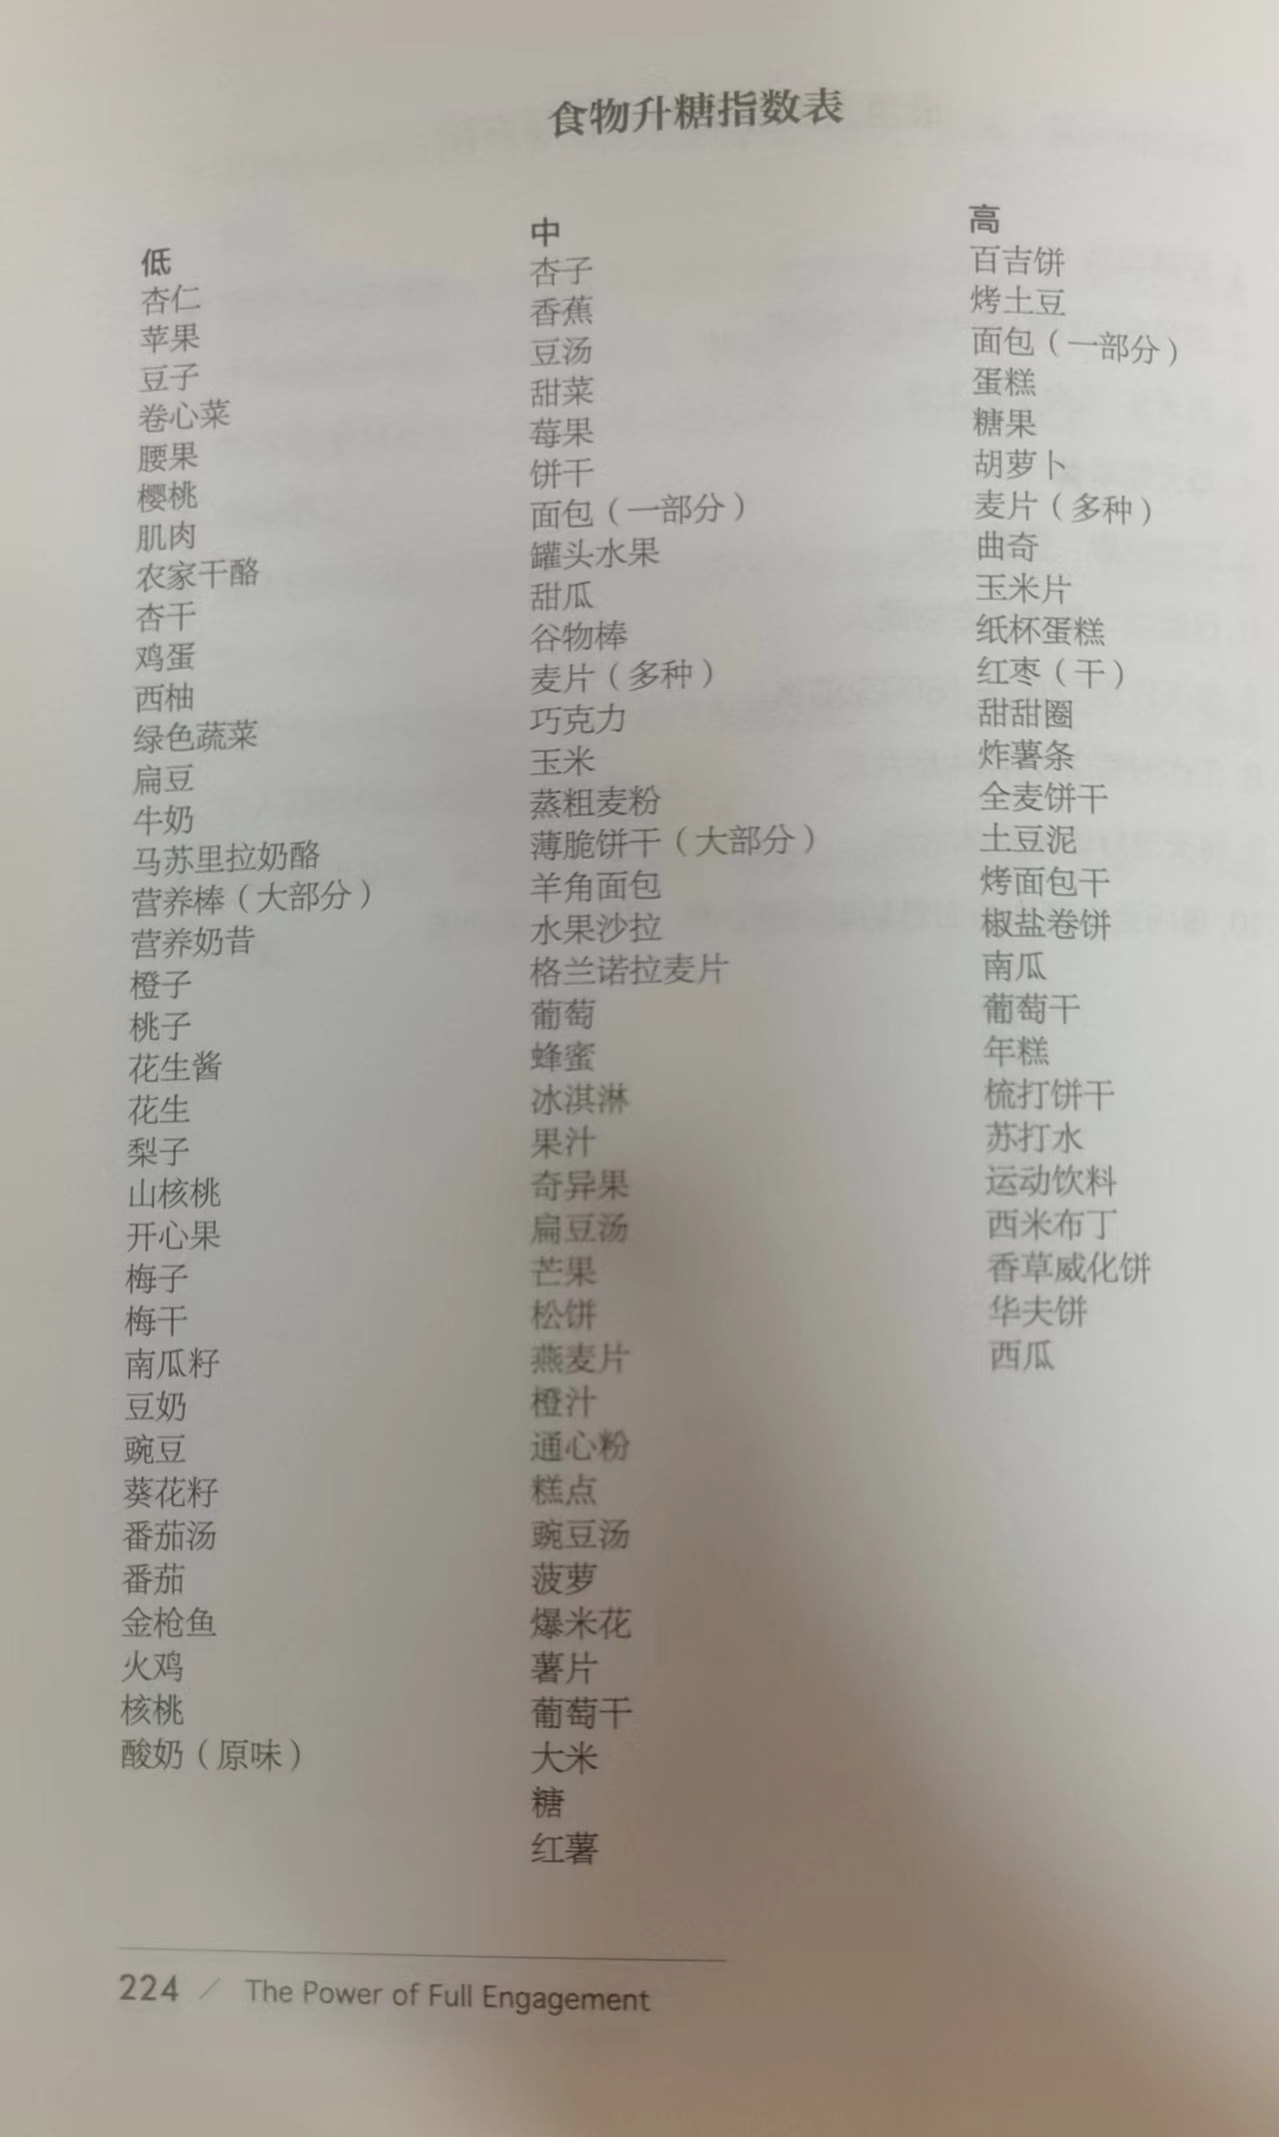 食物升糖指数表
低
杏仁
苹果
豆子
卷心菜
腰果
樱桃
肌肉
农家干酪
杏干
鸡蛋
西柚
绿色蔬菜
扁豆
牛奶
马苏里拉奶酪
营养棒（大部分）
营养奶昔
橙子
桃子
花生酱
花生
梨子
山核桃
开心果
梅子
梅干
南瓜籽
豆奶
豌豆
葵花籽
番茄汤
番茄
金枪鱼
火鸡
核桃
酸奶（原味）
中
杏子
香蕉
豆汤
甜菜
莓果
饼干
面包（一部分）
罐头水果
甜瓜
谷物棒
麦片（多种）
巧克力
玉米
蒸粗麦粉
薄脆饼干（大部分）
羊角面包
水果沙拉
格兰诺拉麦片
葡萄
蜂蜜
冰淇淋
果汁
奇异果
扁豆汤
芒果
松饼
燕麦片
橙汁
通心粉
糕点
豌豆汤
菠萝
爆米花
薯片
葡萄干
大米
糖
红薯
高
百吉饼
烤土豆
面包（一部分）
蛋糕
糖果
胡萝卜
麦片（多种）
曲奇
玉米片
纸杯蛋糕
红枣（干）
甜甜圈
炸薯条
全麦饼干
土豆泥
烤面包干
椒盐卷饼
南瓜
葡萄干
年糕
梳打饼干
苏打水
运动饮料
西米布丁
香草威化饼
华夫饼
西瓜
224 / The Power of Full Engagement